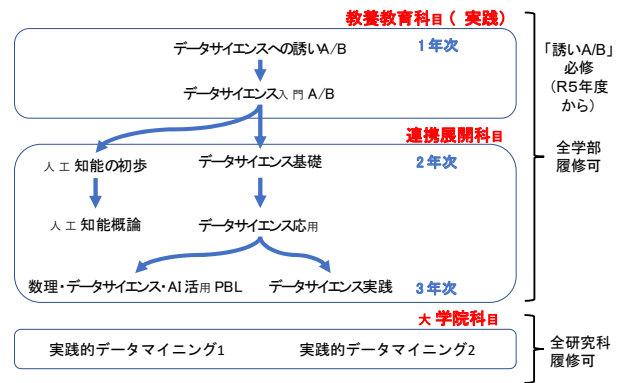 教養教育科目 ( 実践)
データサイエンスへの誘いA/B
1年次
データサイエンス入門 A/B
「誘いA/B」
必修
(R5年度
から)
連携展開科目
人工知能の初歩
データサイエンス基礎
2年次
全学部
履修可
人工知能概論
データサイエンス応用
数理・データサイエンス・AI活用 PBL
データサイエンス実践
3年次
大学院科目
実践的データマイニング1
実践的データマイニング2
全研究科
履修可